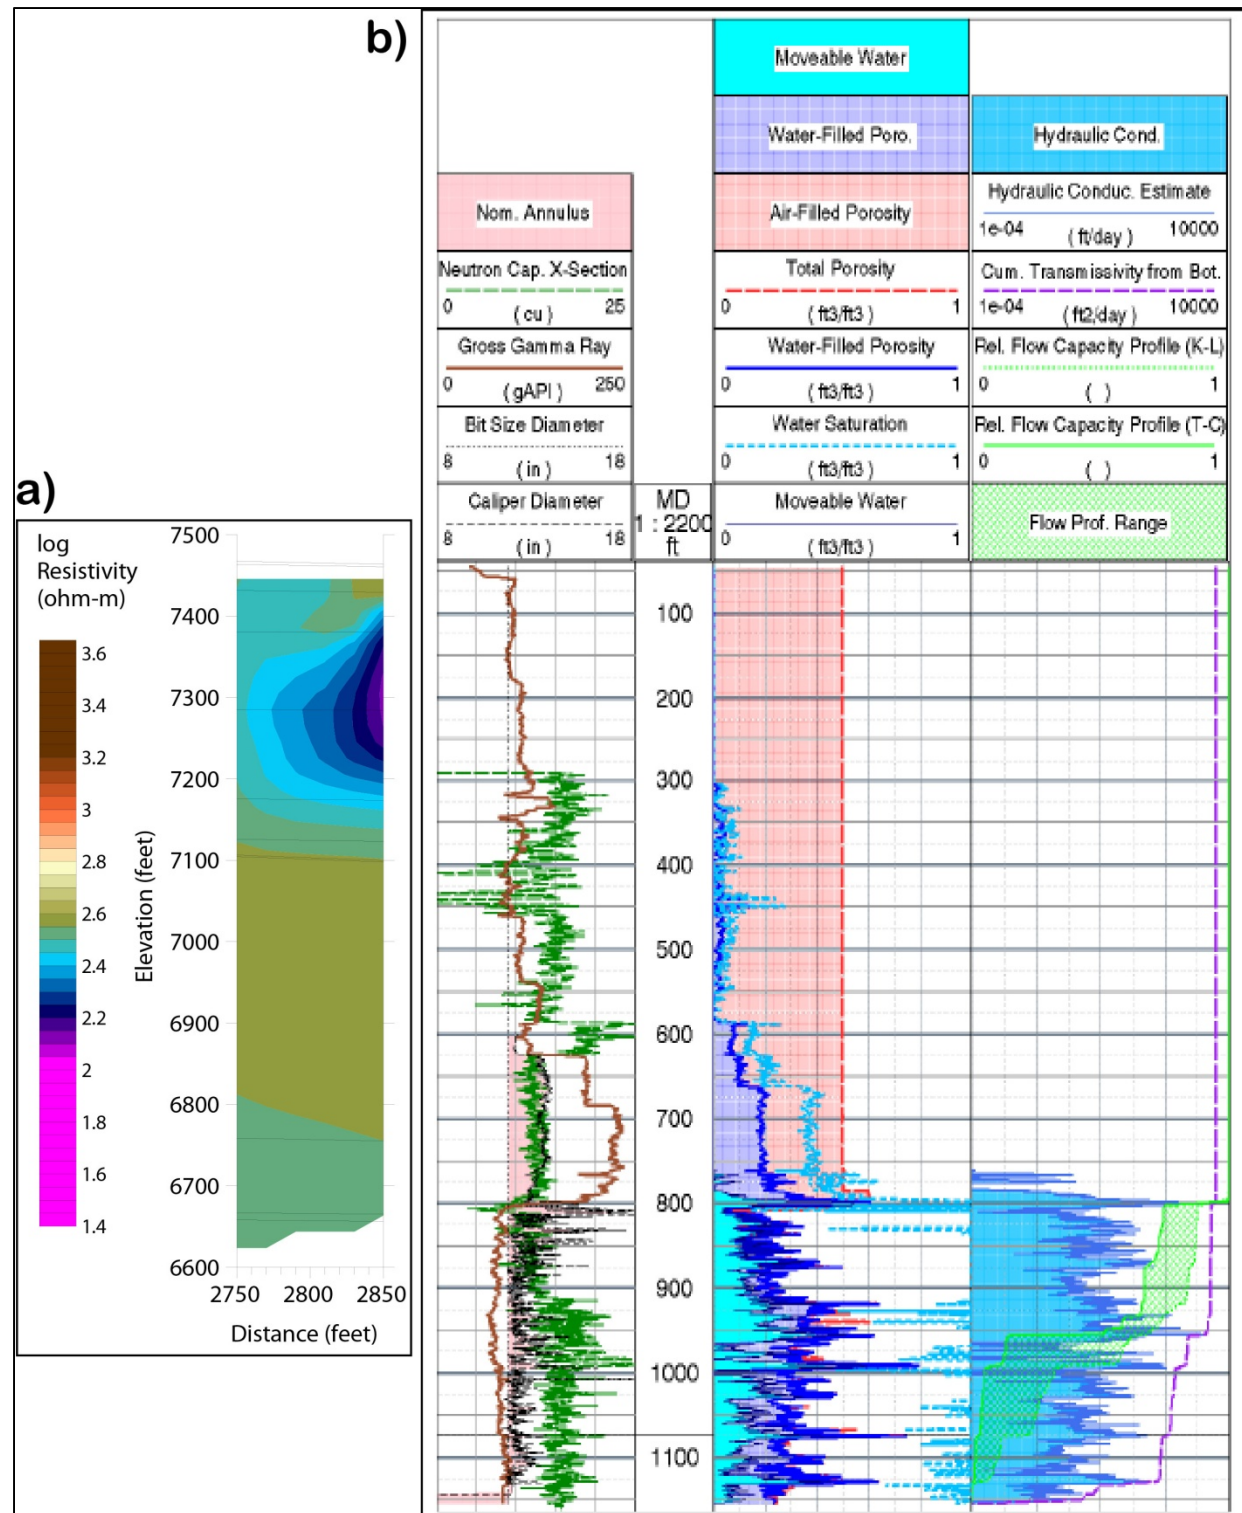 a)
log
Resistivity
(ohm-m)
3.6
3.4
3.2
3
2.8
2.6
2.4
2.2
2
1.8
1.6
1.4
Elevation (feet)
7500
7400
7300
7200
7100
7000
6900
6800
6700
6600
2750 2800 2850
Distance (feet)
b)
Nom. Annulus
Neutron Cap. X-Section
0 (cu) 25
Gross Gamma Ray
0 (gAPI) 250
Bit Size Diameter
8 (in) 18
Caliper Diameter
8 (in) 18
MD
1 : 2200
ft
Moveable Water
Water-Filled Poro.
Air-Filled Porosity
Total Porosity
0 (ft3/ft3) 1
Water-Filled Porosity
0 (ft3/ft3) 1
Water Saturation
0 (ft3/ft3) 1
Moveable Water
0 (ft3/ft3) 1
Hydraulic Cond.
Hydraulic Conduc. Estimate
1e-04 (ft/day) 10000
Cum. Transmissivity from Bot.
1e-04 (ft2/day) 10000
Rel. Flow Capacity Profile (K-L)
0 ( ) 1
Rel. Flow Capacity Profile (T-C)
0 ( ) 1
Flow Prof. Range
100
200
300
400
500
600
700
800
900
1000
1100